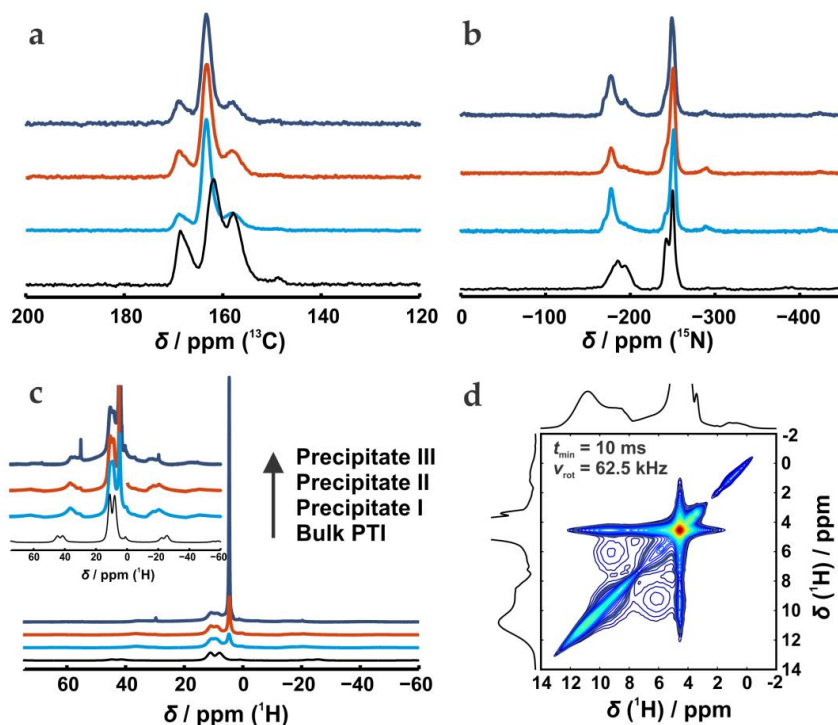 a
200 180 160 140 120
δ / ppm (¹³C)
b
0 −100 −200 −300 −400
δ / ppm (¹⁵N)
c
60 40 20 0 −20 −40 −60
δ / ppm (¹H)
Precipitate III
Precipitate II
Precipitate I
Bulk PTI
60 40 20 0 −20 −40 −60
δ / ppm (¹H)
d
t_min = 10 ms
ν_rot = 62.5 kHz
-2
0
2
4
6
8
10
12
14
δ (¹H) / ppm
14 12 10 8 6 4 2 0 -2
δ (¹H) / ppm